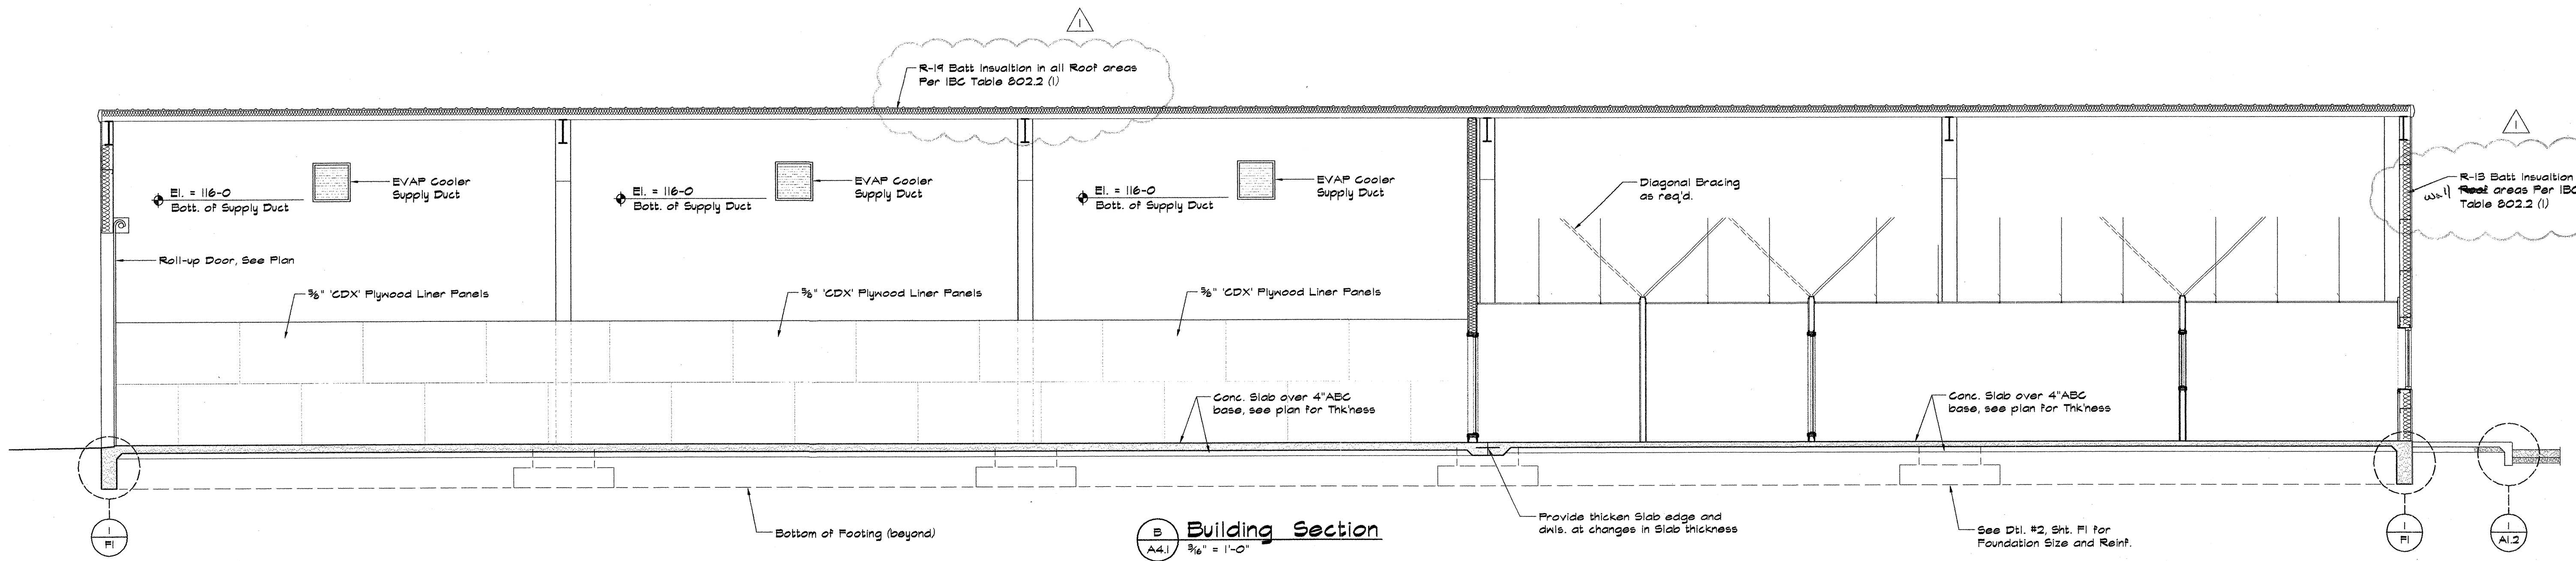 1
R-19 Batt Insualtion in all Roof areas
Per IBC Table 802.2 (1)
1
R-13 Batt Insualtion
wall Roof areas Per IBC
Table 802.2 (1)
El. = 116-0
Bott. of Supply Duct
EVAP Cooler
Supply Duct
El. = 116-0
Bott. of Supply Duct
EVAP Cooler
Supply Duct
El. = 116-0
Bott. of Supply Duct
EVAP Cooler
Supply Duct
Diagonal Bracing
as req'd.
Roll-up Door, See Plan
5/8" 'CDX' Plywood Liner Panels
5/8" 'CDX' Plywood Liner Panels
5/8" 'CDX' Plywood Liner Panels
Conc. Slab over 4"ABC
base, see plan for Thk'ness
Conc. Slab over 4"ABC
base, see plan for Thk'ness
1
F1
Bottom of Footing (beyond)
B
A4.1
Building Section
3/16" = 1'-0"
Provide thicken Slab edge and
dwls. at changes in Slab thickness
See Dtl. #2, Sht. F1 for
Foundation Size and Reinf.
1
F1
1
A1.2